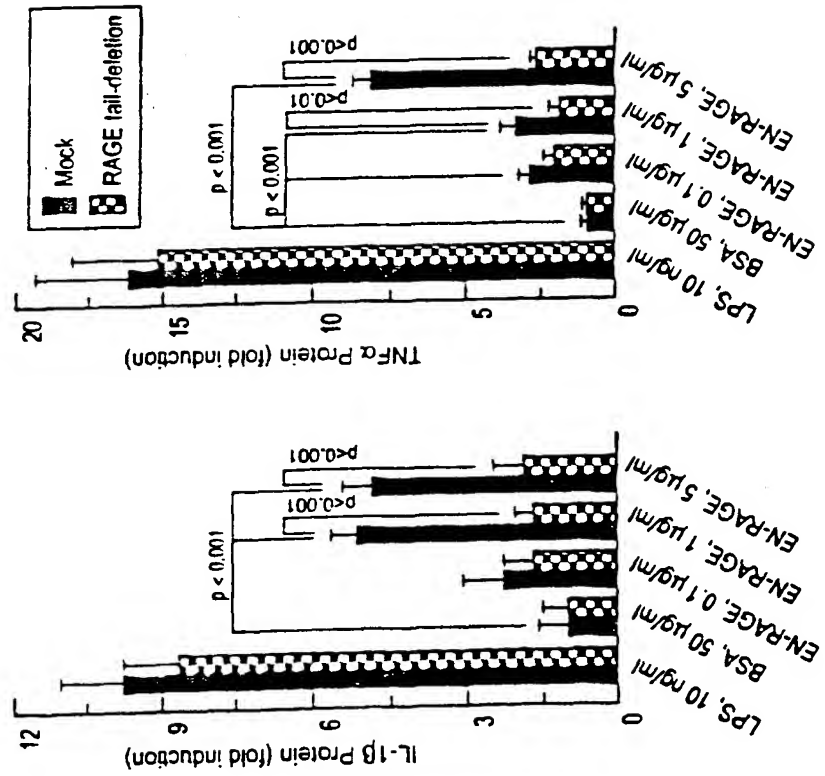 Mock
RAGE tail-deletion
TNFα Protein (fold induction)
20
15
10
5
0
p < 0.001
p < 0.001
p<0.01
p<0.001
LPS, 10 ng/ml
BSA, 50 µg/ml
EN-RAGE, 0.1 µg/ml
EN-RAGE, 1 µg/ml
EN-RAGE, 5 µg/ml
IL-1β Protein (fold induction)
12
9
6
3
0
p < 0.001
p<0.001
p<0.001
LPS, 10 ng/ml
BSA, 50 µg/ml
EN-RAGE, 0.1 µg/ml
EN-RAGE, 1 µg/ml
EN-RAGE, 5 µg/ml